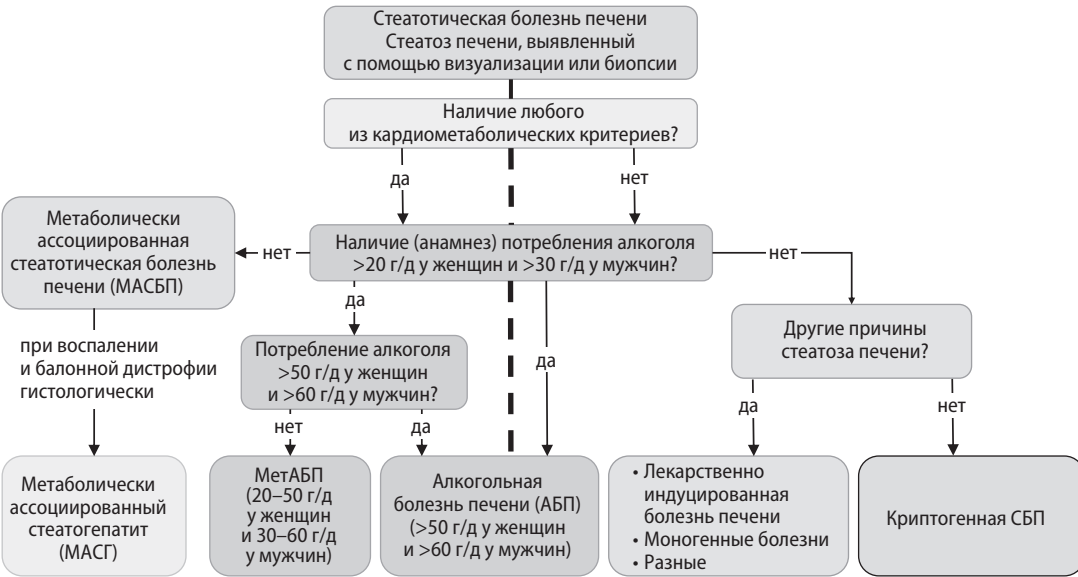 Стеатотическая болезнь печени
Стеатоз печени, выявленный
с помощью визуализации или биопсии
Наличие любого
из кардиометаболических критериев?
да
нет
Метаболически
ассоциированная
стеатотическая болезнь
печени (МАСБП)
нет
Наличие (анамнез) потребления алкоголя
>20 г/д у женщин и >30 г/д у мужчин?
нет
да
да
при воспалении
и балонной дистрофии
гистологически
Потребление алкоголя
>50 г/д у женщин
и >60 г/д у мужчин?
Другие причины
стеатоза печени?
нет
да
да
нет
Метаболически
ассоциированный
стеатогепатит
(МАСГ)
МетАБП
(20–50 г/д
у женщин
и 30–60 г/д
у мужчин)
Алкогольная
болезнь печени (АБП)
(>50 г/д у женщин
и >60 г/д у мужчин)
• Лекарственно
индуцированная
болезнь печени
• Моногенные болезни
• Разные
Криптогенная СБП